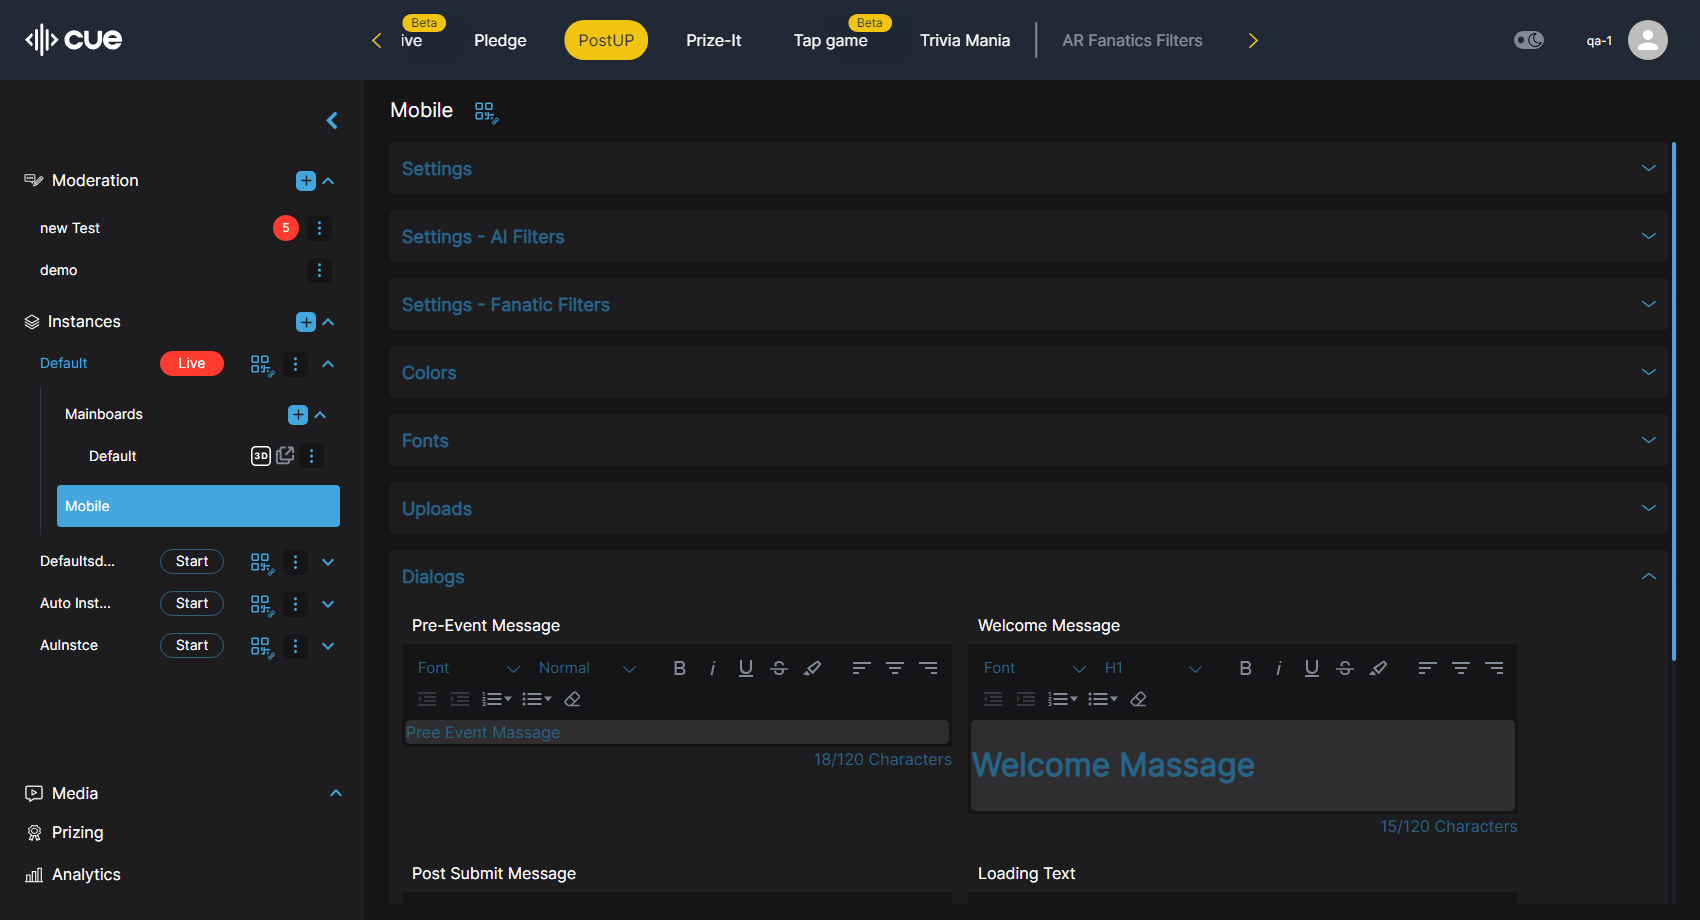 cue
Beta
ive
Pledge
PostUP
Prize-It
Beta
Tap game
Trivia Mania
AR Fanatics Filters
qa-1
Moderation
new Test
5
demo
Instances
Default
Live
Mainboards
Default
3D
Mobile
Defaultsd...
Start
Auto Inst...
Start
AuInstce
Start
Media
Prizing
Analytics
Mobile
Settings
Settings - AI Filters
Settings - Fanatic Filters
Colors
Fonts
Uploads
Dialogs
Pre-Event Message
Font Normal B i U S
Pree Event Massage
18/120 Characters
Welcome Message
Font H1 B i U S
Welcome Massage
15/120 Characters
Post Submit Message
Loading Text